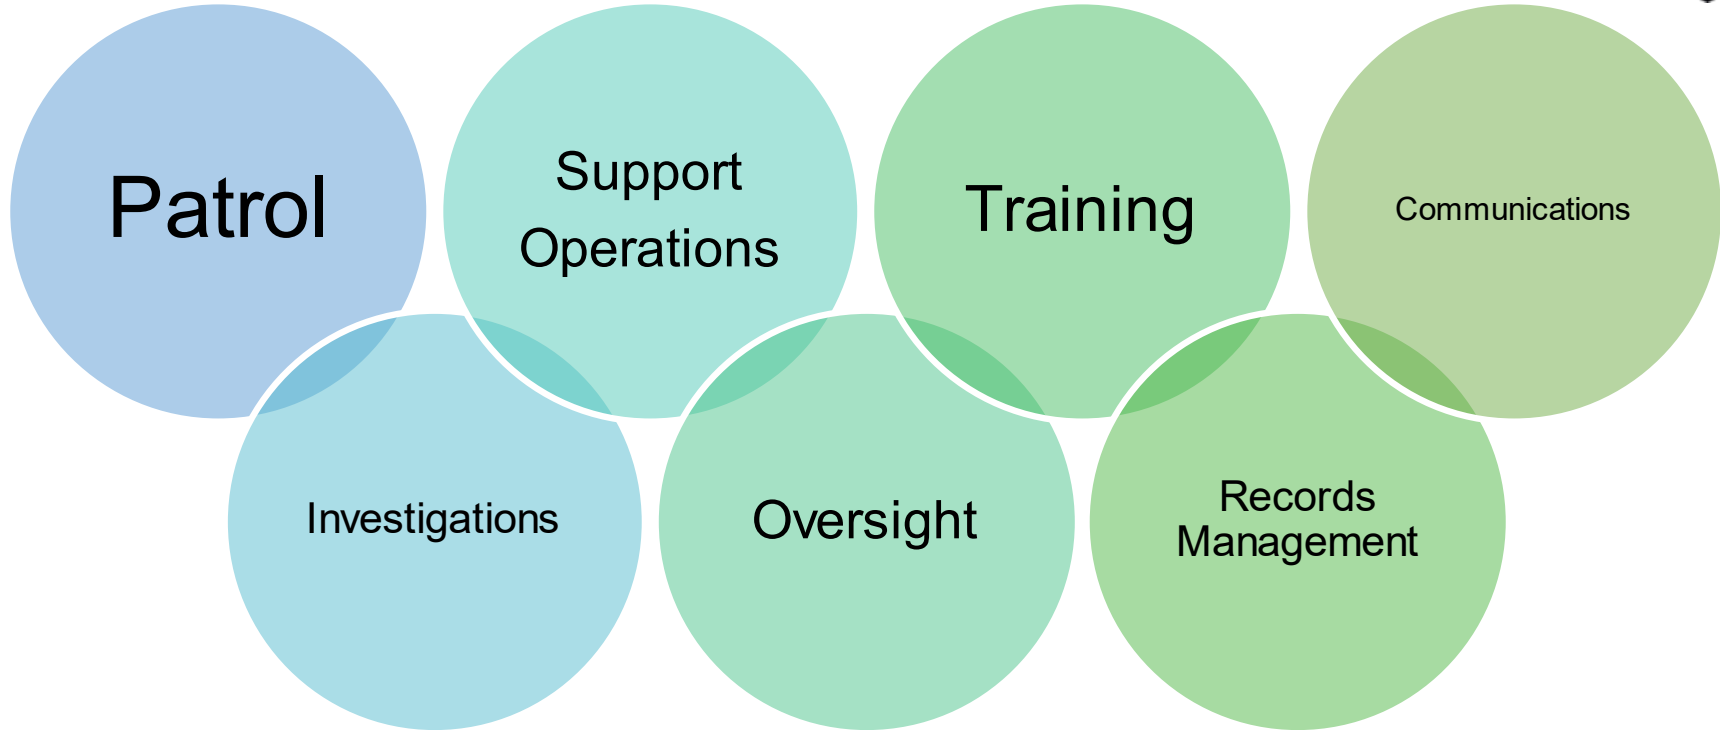 Patrol
Support
Operations
Training
Communications
Investigations
Oversight
Records
Management